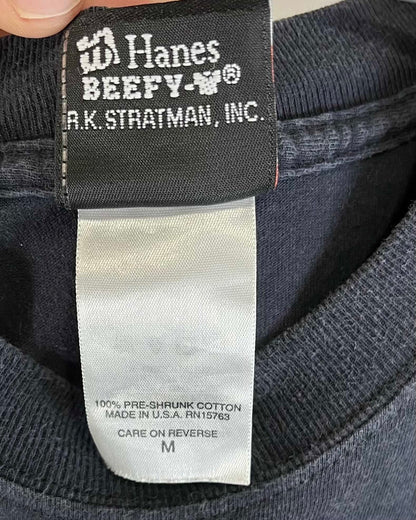 Hanes
BEEFY-T®
R.K. STRATMAN, INC.
100% PRE-SHRUNK COTTON
MADE IN U.S.A. RN15763
CARE ON REVERSE
M